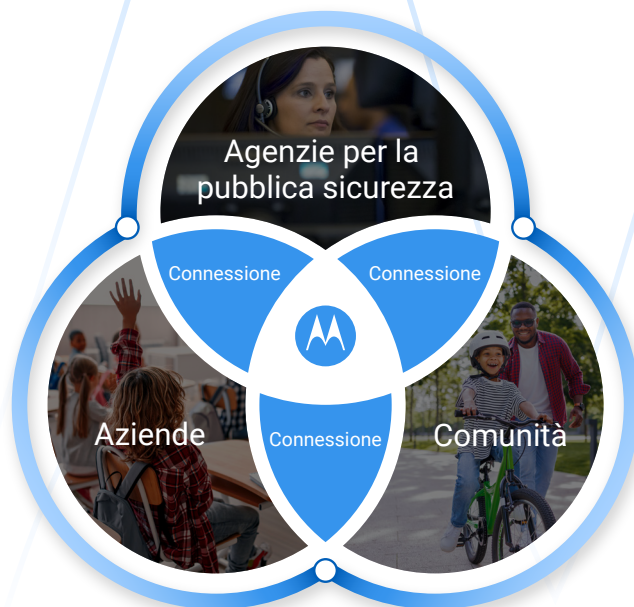 Agenzie per la
pubblica sicurezza
Connessione
Connessione
Aziende
Connessione
Comunità